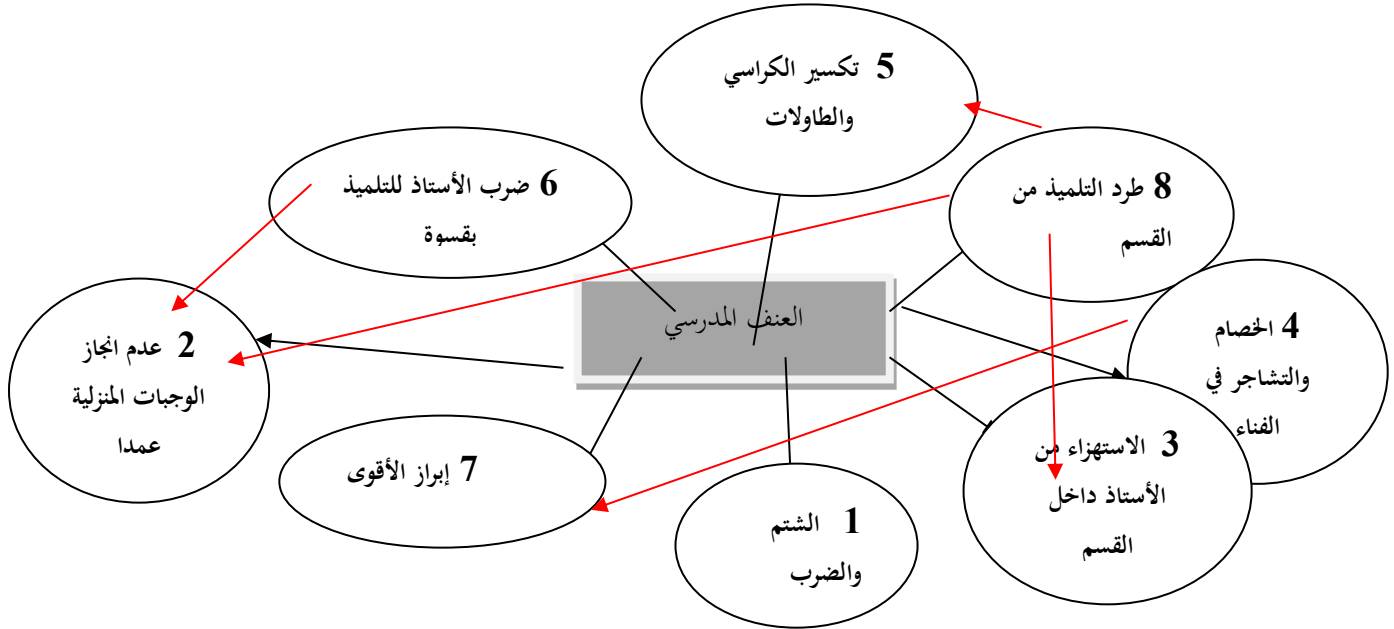 5 تكسير الكراسي
والطاولات
6 ضرب الأستاذ للتلميذ
بقسوة
8 طرد التلميذ من
القسم
العنف المدرسي
4 الخصام
والتشاجر في
الفناء
2 عدم انجاز
الوجبات المنزلية
عمدا
3 الاستهزاء من
الأستاذ داخل
القسم
7 إبراز الأقوى
1 الشتم
والضرب